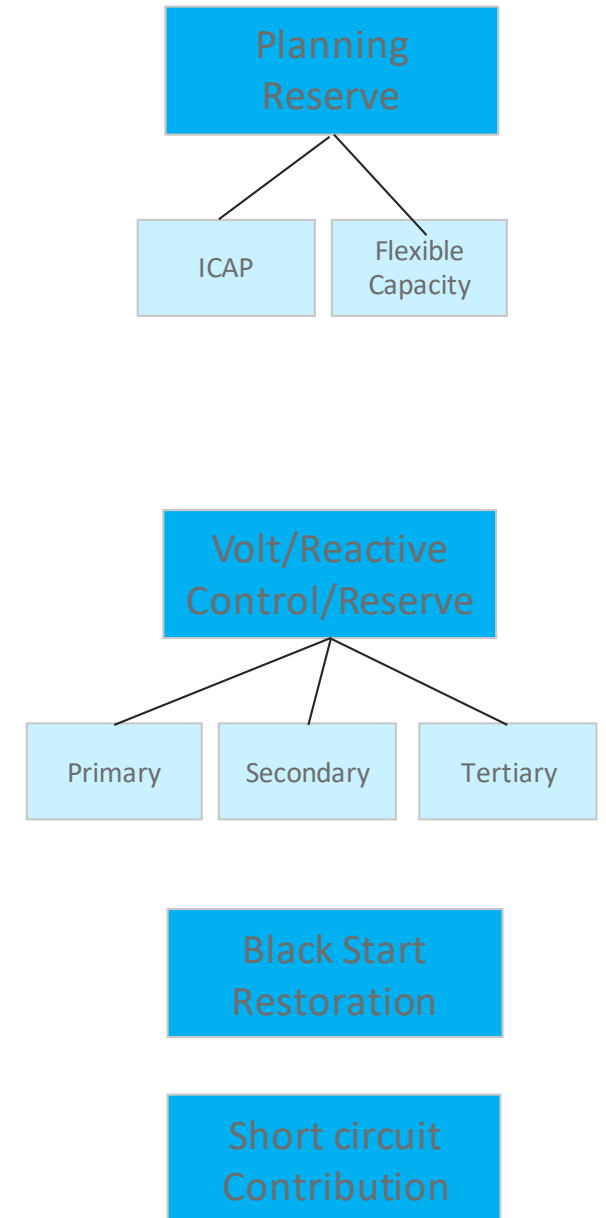 Planning
Reserve
ICAP
Flexible
Capacity
Volt/Reactive
Control/Reserve
Primary
Secondary
Tertiary
Black Start
Restoration
Short circuit
Contribution